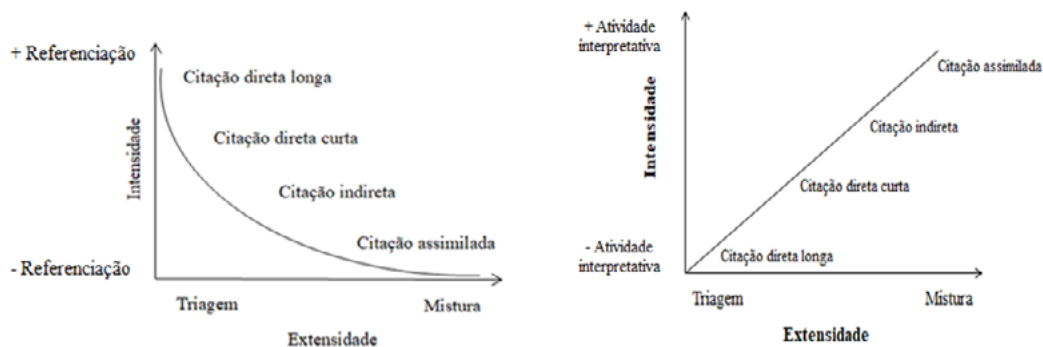 + Referenciação
Citação direta longa
Intensidade
Citação direta curta
Citação indireta
Citação assimilada
- Referenciação
Triagem
Mistura
Extensidade
+ Atividade
interpretativa
Citação assimilada
Intensidade
Citação indireta
Citação direta curta
- Atividade
interpretativa
Citação direta longa
Triagem
Mistura
Extensidade